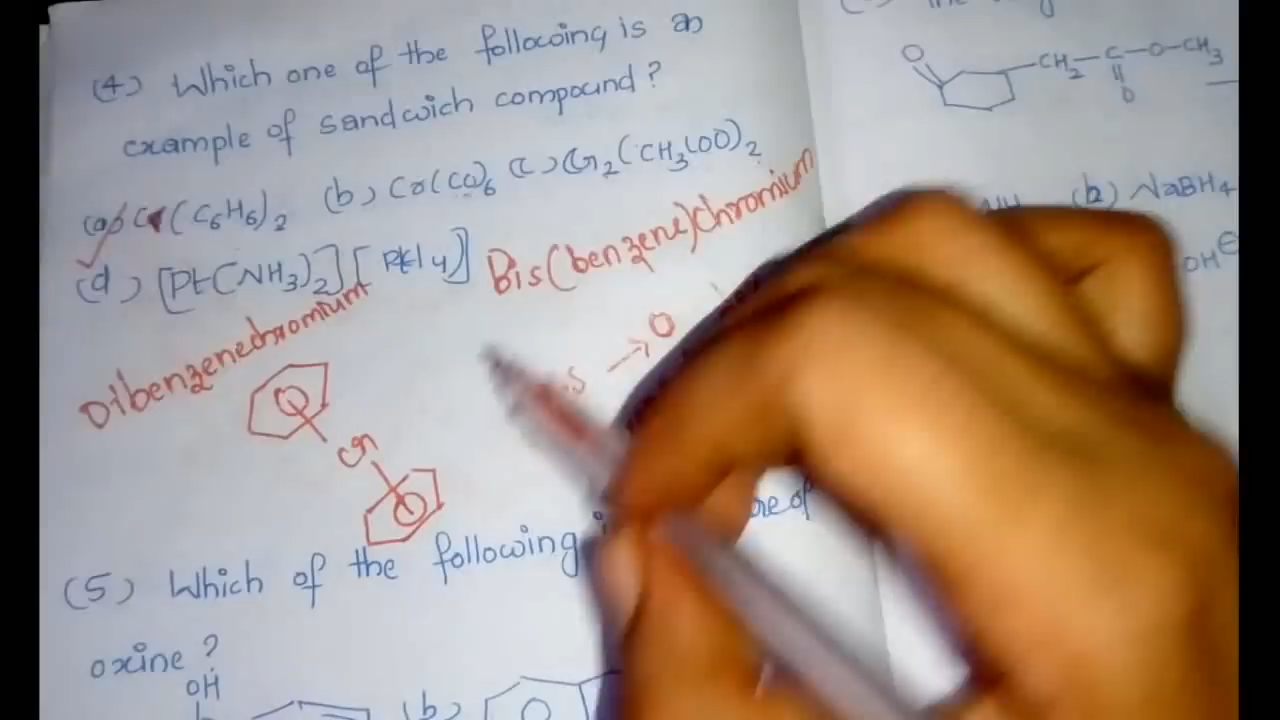 (4) Which one of the following is an
example of sandwich compound?
(a) Cr(C6H6)2 (b) Co(CO)6 (c) Cr2(CH3COO)2
(d) [Pt(NH3)2][PtCl4]
Bis(benzene)chromium
Dibenzenechromium
S → O
Cr
(5) Which of the following
oxine?
OH
(b)
O
CH2-C-O-CH3
O
(b) NaBH4
OH⊖